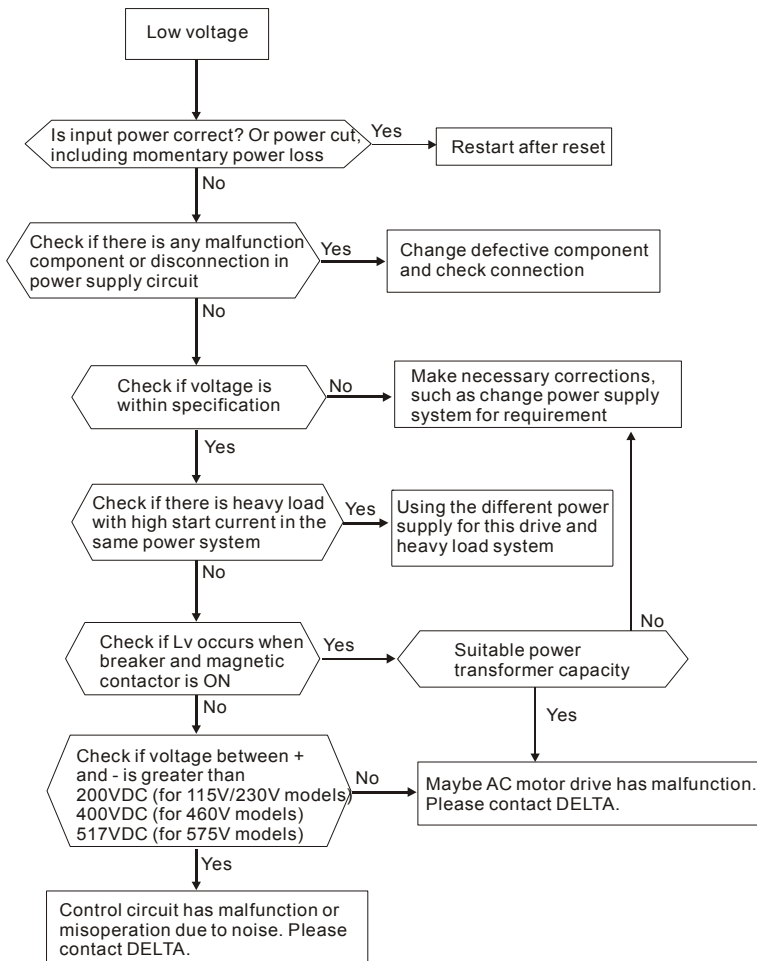 Low voltage
Is input power correct? Or power cut,
including momentary power loss
Yes
Restart after reset
No
Check if there is any malfunction
component or disconnection in
power supply circuit
Yes
Change defective component
and check connection
No
Check if voltage is
within specification
No
Make necessary corrections,
such as change power supply
system for requirement
Yes
Check if there is heavy load
with high start current in the
same power system
Yes
Using the different power
supply for this drive and
heavy load system
No
Check if Lv occurs when
breaker and magnetic
contactor is ON
Yes
Suitable power
transformer capacity
No
Yes
No
Check if voltage between +
and - is greater than
200VDC (for 115V/230V models)
400VDC (for 460V models)
517VDC (for 575V models)
No
Maybe AC motor drive has malfunction.
Please contact DELTA.
Yes
Control circuit has malfunction or
misoperation due to noise. Please
contact DELTA.